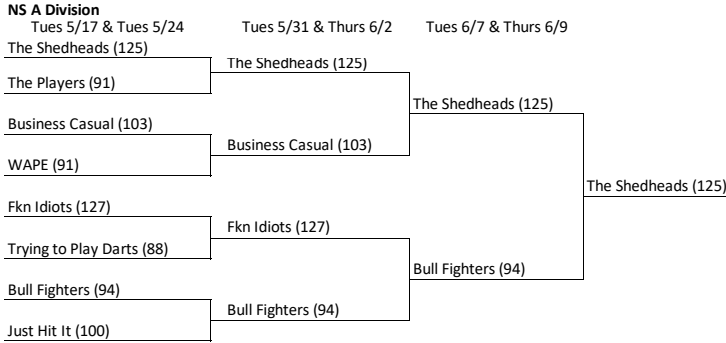 NS A Division
Tues 5/17 & Tues 5/24
Tues 5/31 & Thurs 6/2
Tues 6/7 & Thurs 6/9
The Shedheads (125)
The Players (91)
Business Casual (103)
WAPE (91)
Fkn Idiots (127)
Trying to Play Darts (88)
Bull Fighters (94)
Just Hit It (100)
The Shedheads (125)
Business Casual (103)
Fkn Idiots (127)
Bull Fighters (94)
The Shedheads (125)
Bull Fighters (94)
The Shedheads (125)